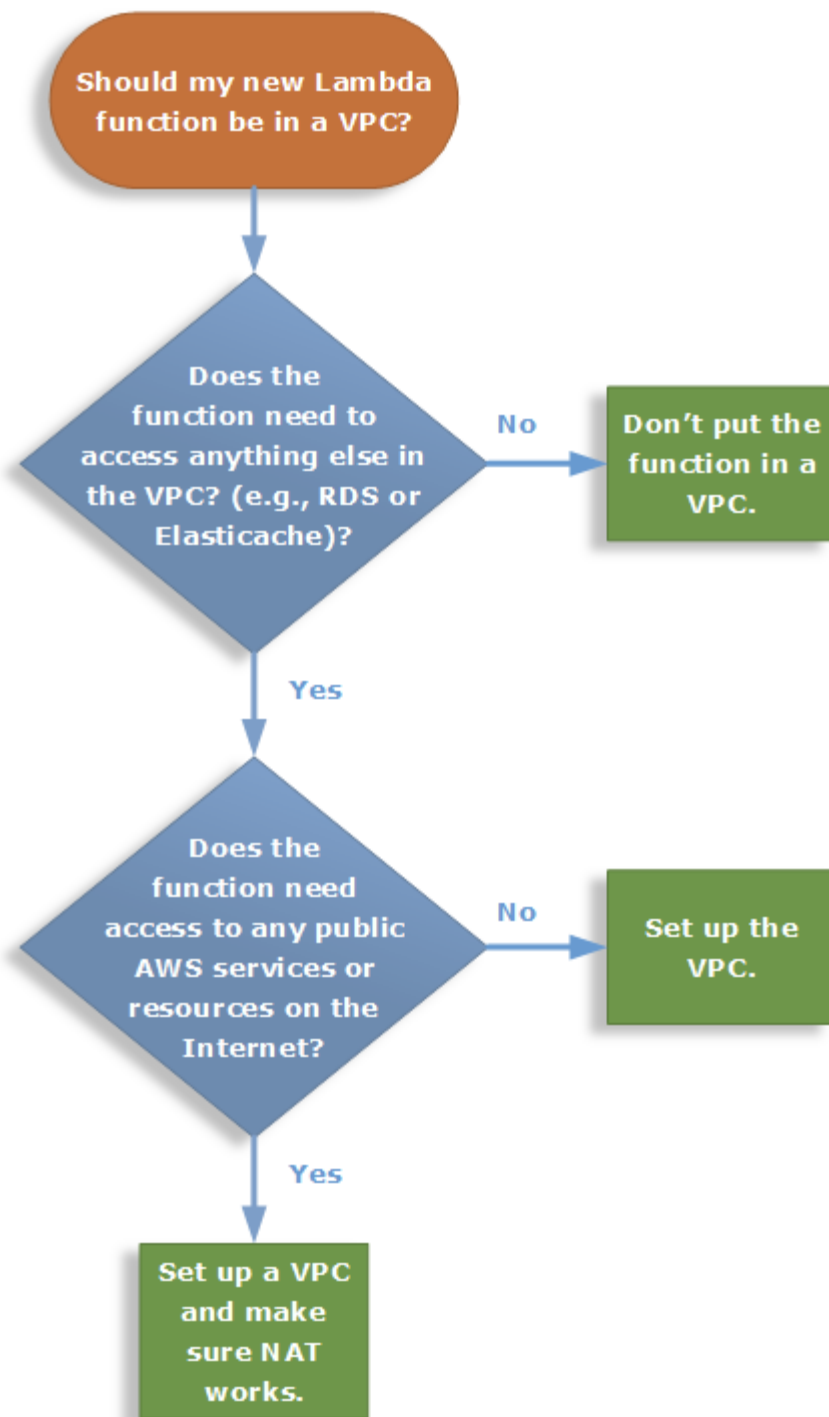 Should my new Lambda
function be in a VPC?
Does the
function need to
access anything else in
the VPC? (e.g., RDS or
Elasticache)?
No
Don’t put the
function in a
VPC.
Yes
Does the
function need
access to any public
AWS services or
resources on the
Internet?
No
Set up the
VPC.
Yes
Set up a VPC
and make
sure NAT
works.